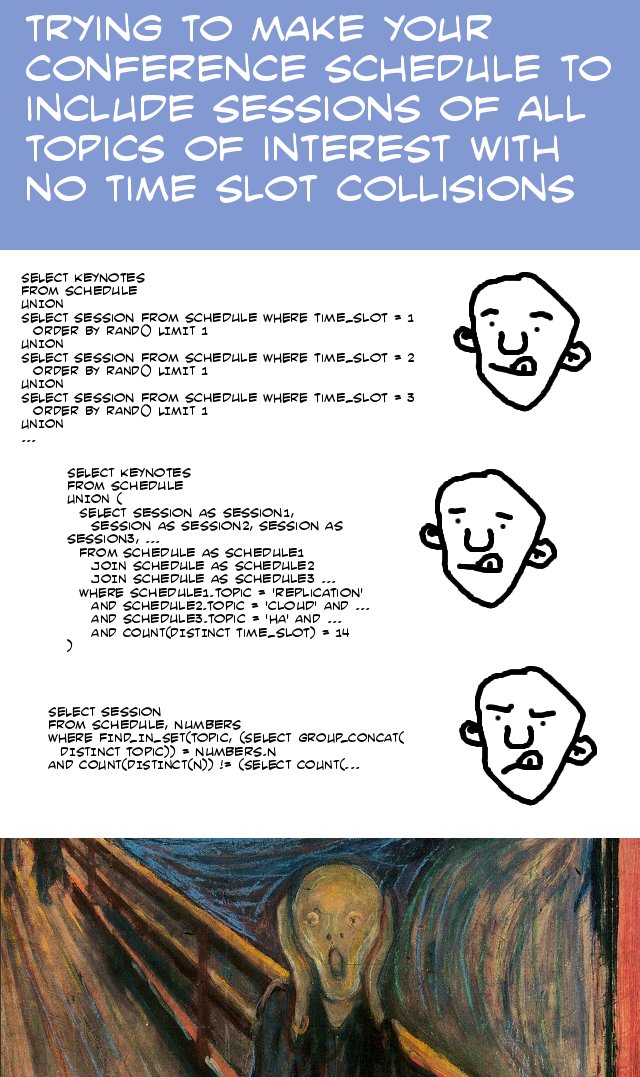 TRYING TO MAKE YOUR
CONFERENCE SCHEDULE TO
INCLUDE SESSIONS OF ALL
TOPICS OF INTEREST WITH
NO TIME SLOT COLLISIONS
SELECT KEYNOTES
FROM SCHEDULE
UNION
SELECT SESSION FROM SCHEDULE WHERE TIME_SLOT = 1
ORDER BY RAND() LIMIT 1
UNION
SELECT SESSION FROM SCHEDULE WHERE TIME_SLOT = 2
ORDER BY RAND() LIMIT 1
UNION
SELECT SESSION FROM SCHEDULE WHERE TIME_SLOT = 3
ORDER BY RAND() LIMIT 1
UNION
...
SELECT KEYNOTES
FROM SCHEDULE
UNION (
SELECT SESSION AS SESSION1,
SESSION AS SESSION2, SESSION AS
SESSION3, ...
FROM SCHEDULE AS SCHEDULE1
JOIN SCHEDULE AS SCHEDULE2
JOIN SCHEDULE AS SCHEDULE3 ...
WHERE SCHEDULE1.TOPIC = 'REPLICATION'
AND SCHEDULE2.TOPIC = 'CLOUD' AND ...
AND SCHEDULE3.TOPIC = 'HA' AND ...
AND COUNT(DISTINCT TIME_SLOT) = 14
)
SELECT SESSION
FROM SCHEDULE, NUMBERS
WHERE FIND_IN_SET(TOPIC, (SELECT GROUP_CONCAT(
DISTINCT TOPIC)) = NUMBERS.N
AND COUNT(DISTINCT(N)) != (SELECT COUNT(...